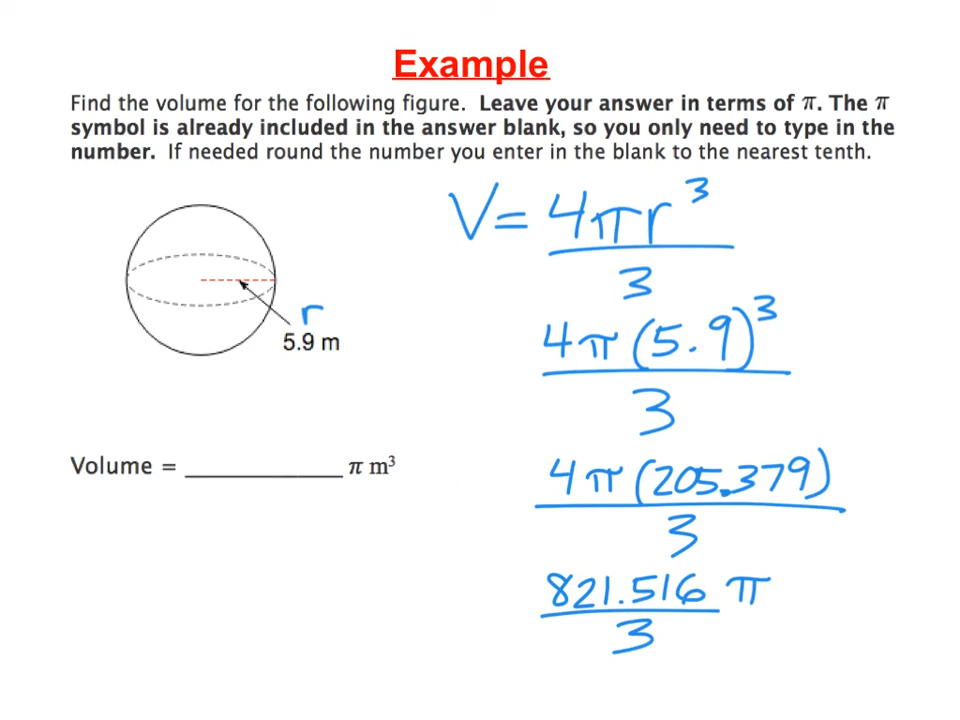 Example
Find the volume for the following figure. Leave your answer in terms of π. The π
symbol is already included in the answer blank, so you only need to type in the
number. If needed round the number you enter in the blank to the nearest tenth.
V= 4πr³
3
r
5.9 m
4π(5.9)³
3
Volume = ______________ π m³
4π(205.379)
3
821.516 π
3